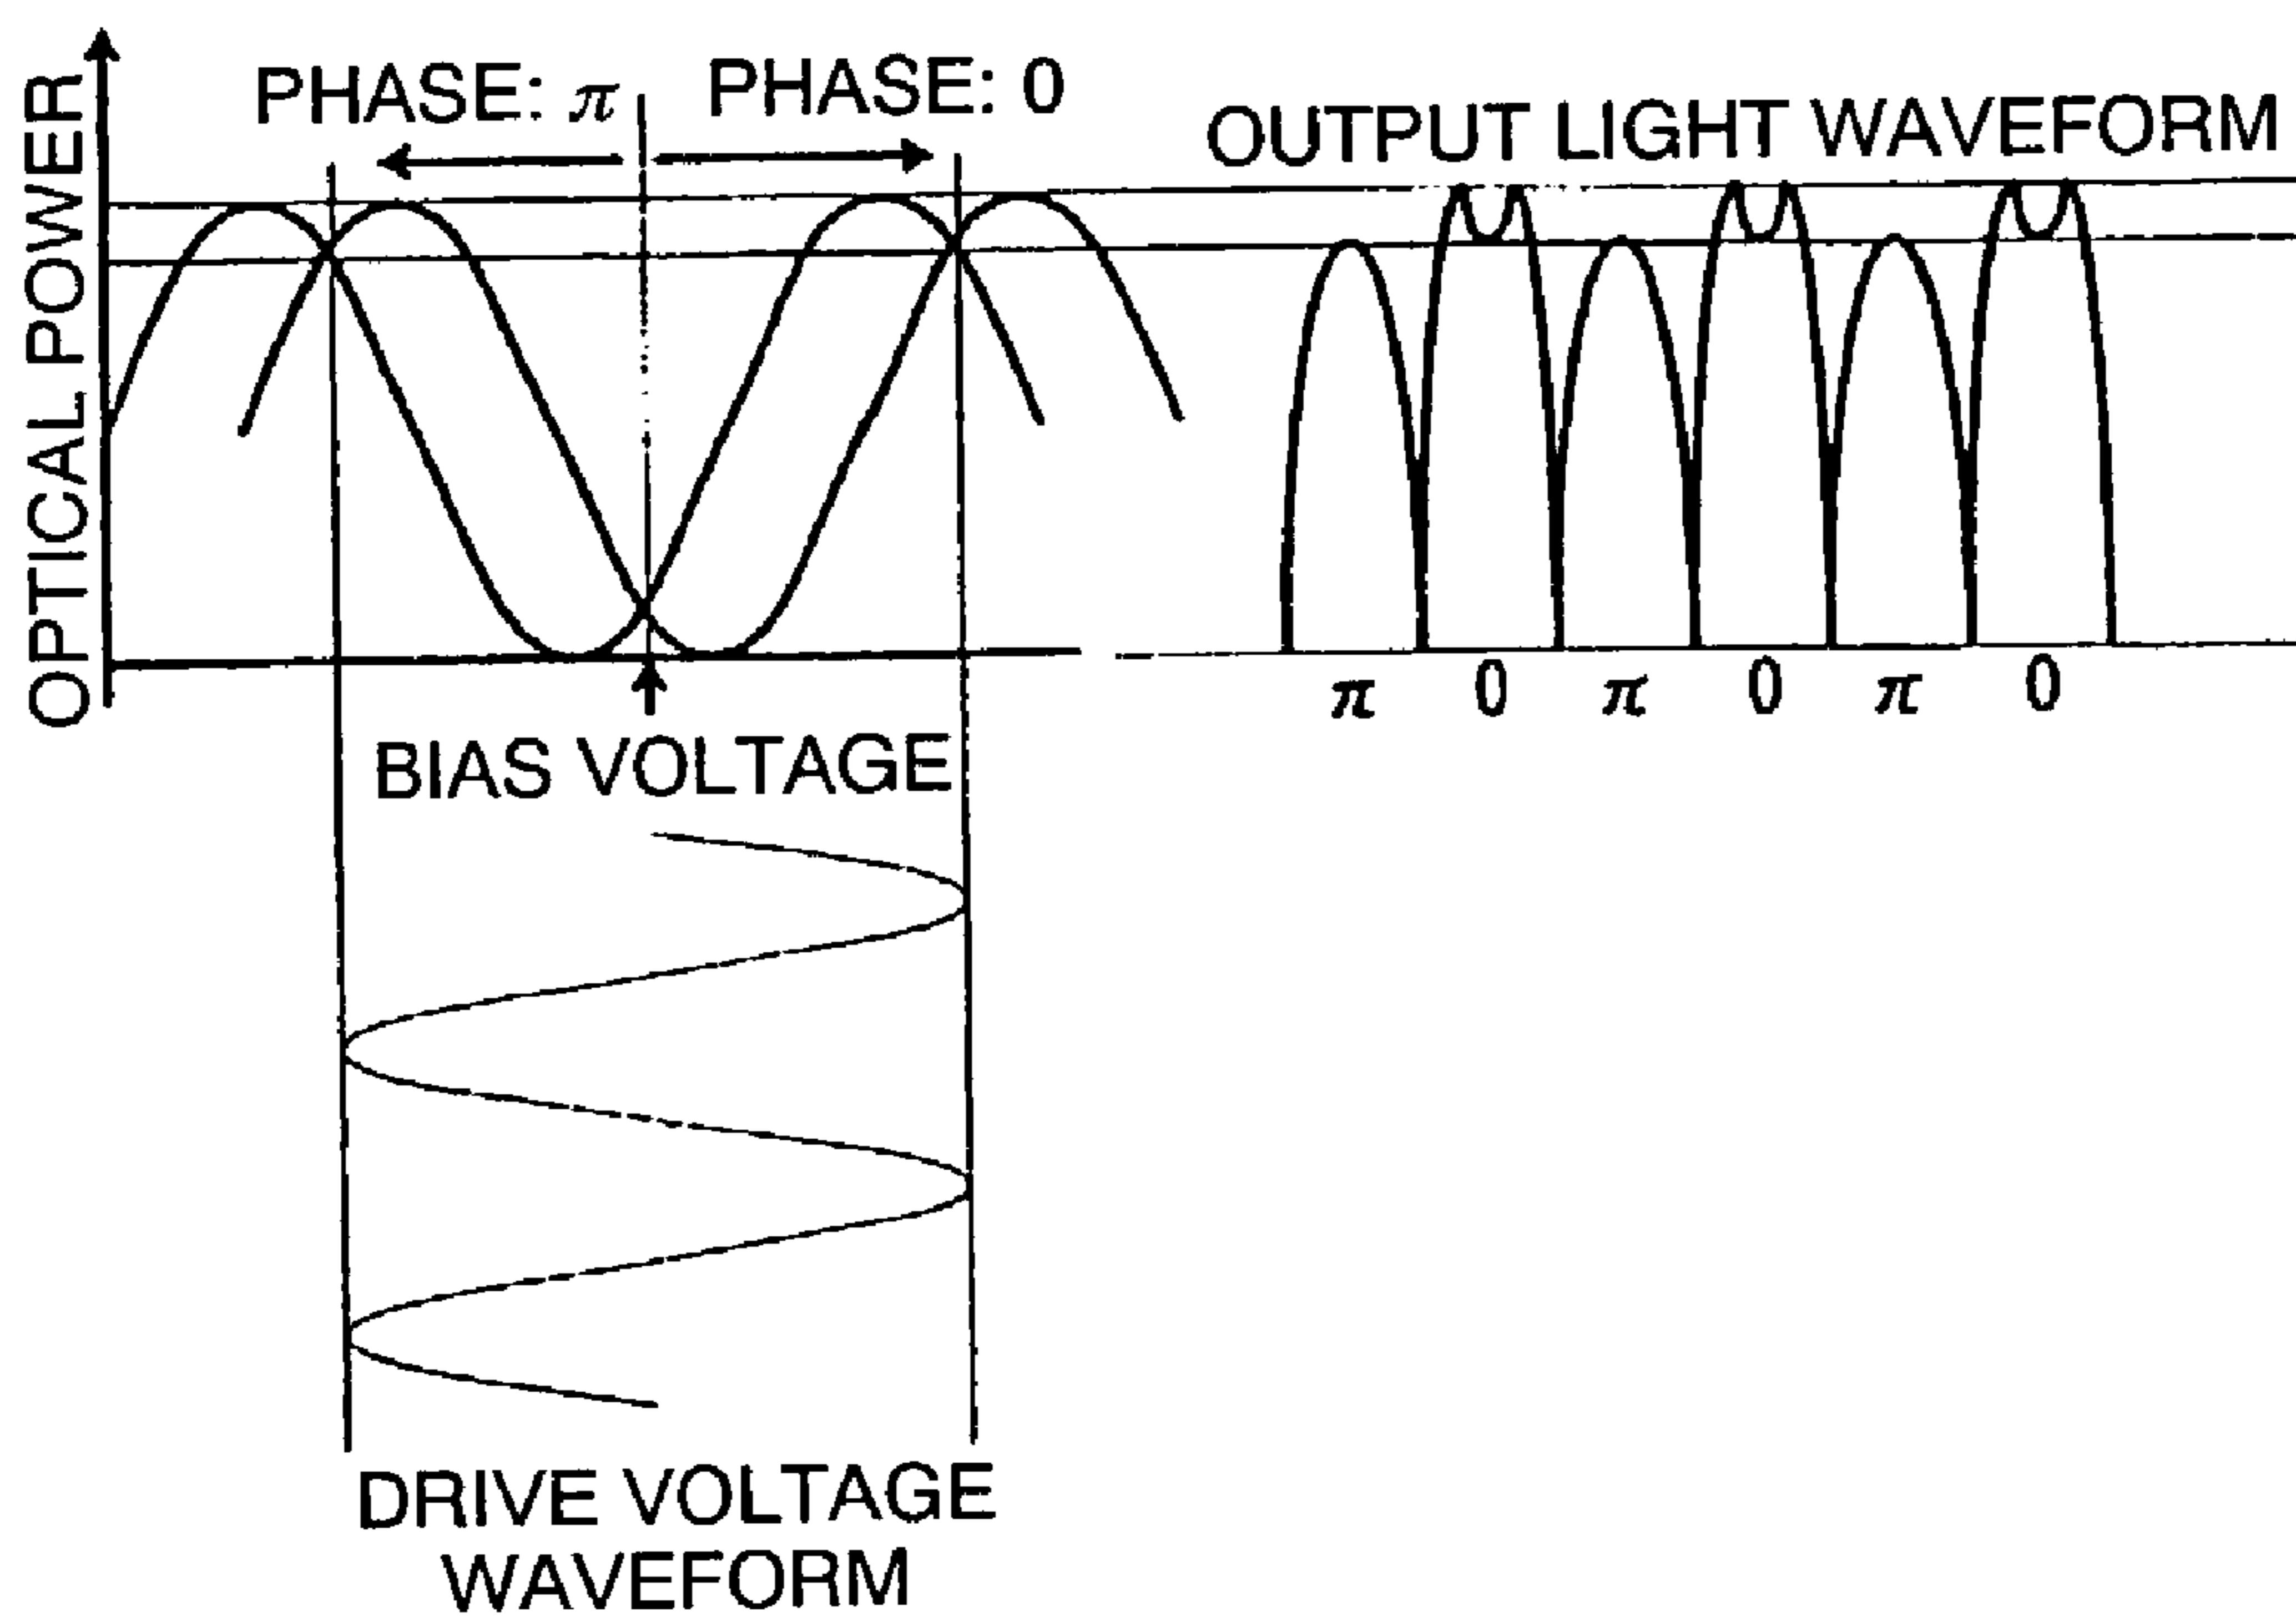 OPTICAL POWER
PHASE: π
PHASE: 0
OUTPUT LIGHT WAVEFORM
π 0 π 0 π 0
BIAS VOLTAGE
DRIVE VOLTAGE
WAVEFORM